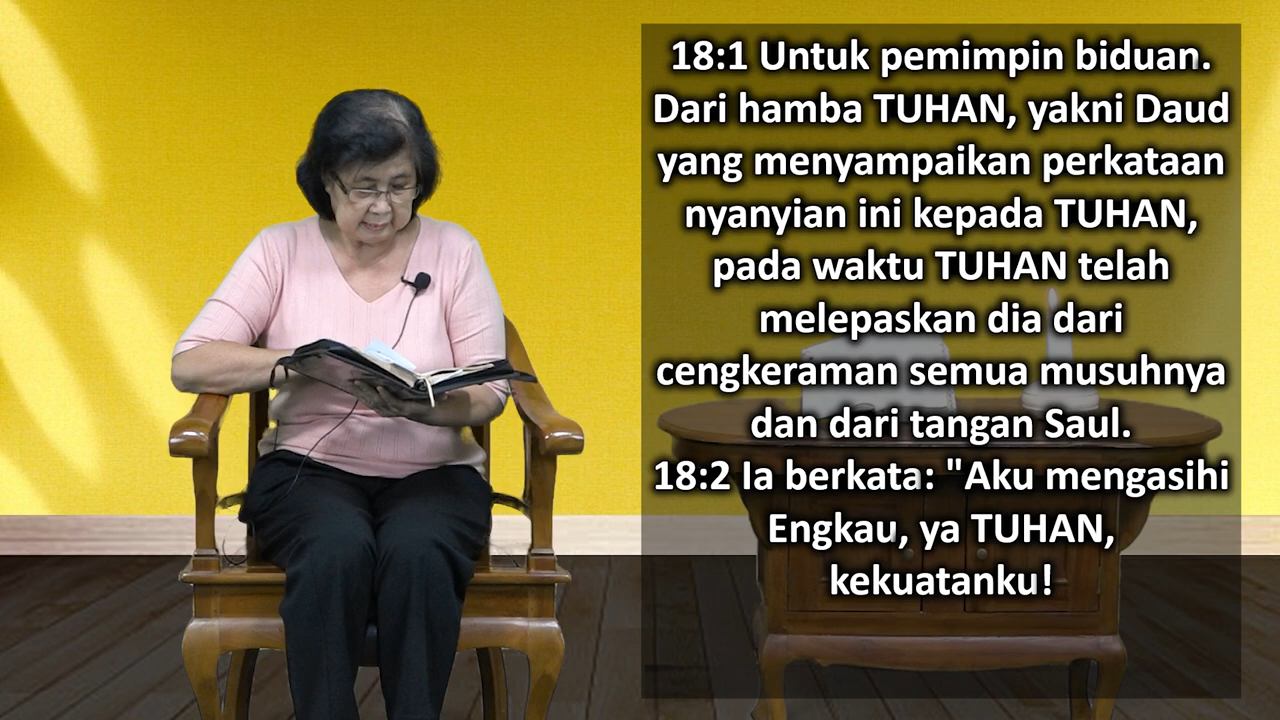 18:1 Untuk pemimpin biduan.
Dari hamba TUHAN, yakni Daud
yang menyampaikan perkataan
nyanyian ini kepada TUHAN,
pada waktu TUHAN telah
melepaskan dia dari
cengkeraman semua musuhnya
dan dari tangan Saul.
18:2 Ia berkata: "Aku mengasihi
Engkau, ya TUHAN,
kekuatanku!